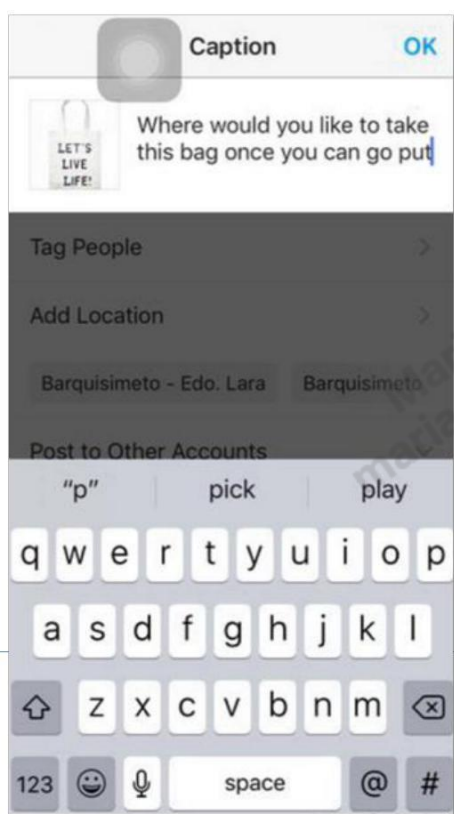 Caption OK
LET'S
LIVE
LIFE!
Where would you like to take
this bag once you can go put
Tag People
Add Location
Barquisimeto - Edo. Lara Barquisimeto
Post to Other Accounts
"p" pick play
q w e r t y u i o p
a s d f g h j k l
z x c v b n m
123 space @ #